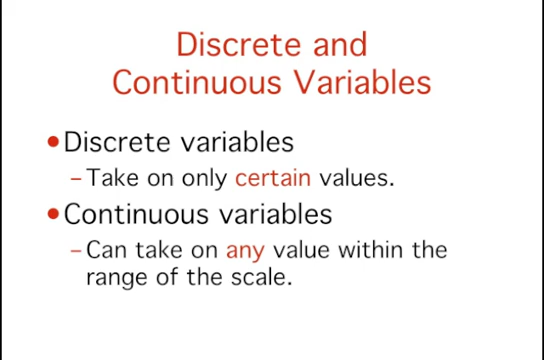 Discrete and
Continuous Variables
•Discrete variables
–Take on only certain values.
•Continuous variables
–Can take on any value within the
range of the scale.